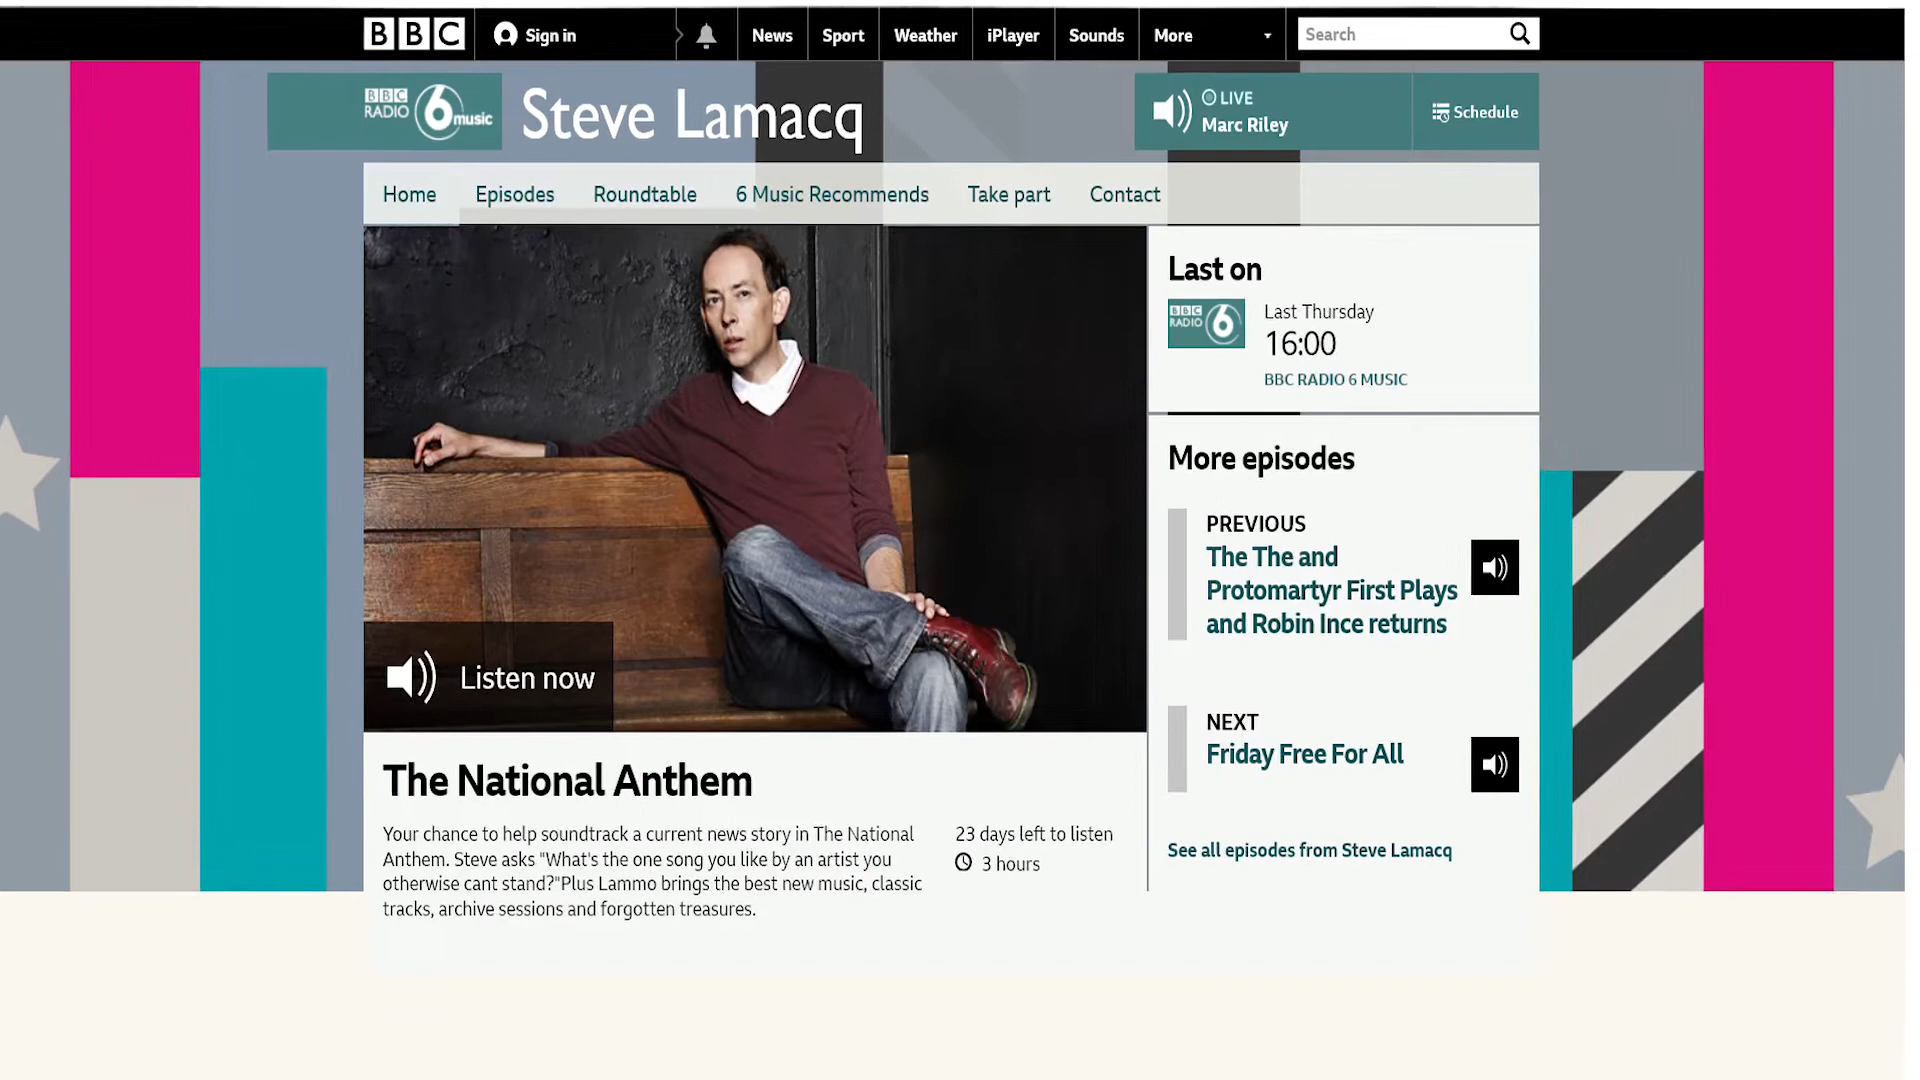 BBC
Sign in
News
Sport
Weather
iPlayer
Sounds
More
Search
BBC
RADIO
6 music
Steve Lamacq
LIVE
Marc Riley
Schedule
Home
Episodes
Roundtable
6 Music Recommends
Take part
Contact
Listen now
The National Anthem
Your chance to help soundtrack a current news story in The National
Anthem. Steve asks "What's the one song you like by an artist you
otherwise cant stand?"Plus Lammo brings the best new music, classic
tracks, archive sessions and forgotten treasures.
23 days left to listen
3 hours
Last on
BBC
RADIO
6
Last Thursday
16:00
BBC RADIO 6 MUSIC
More episodes
PREVIOUS
The The and
Protomartyr First Plays
and Robin Ince returns
NEXT
Friday Free For All
See all episodes from Steve Lamacq